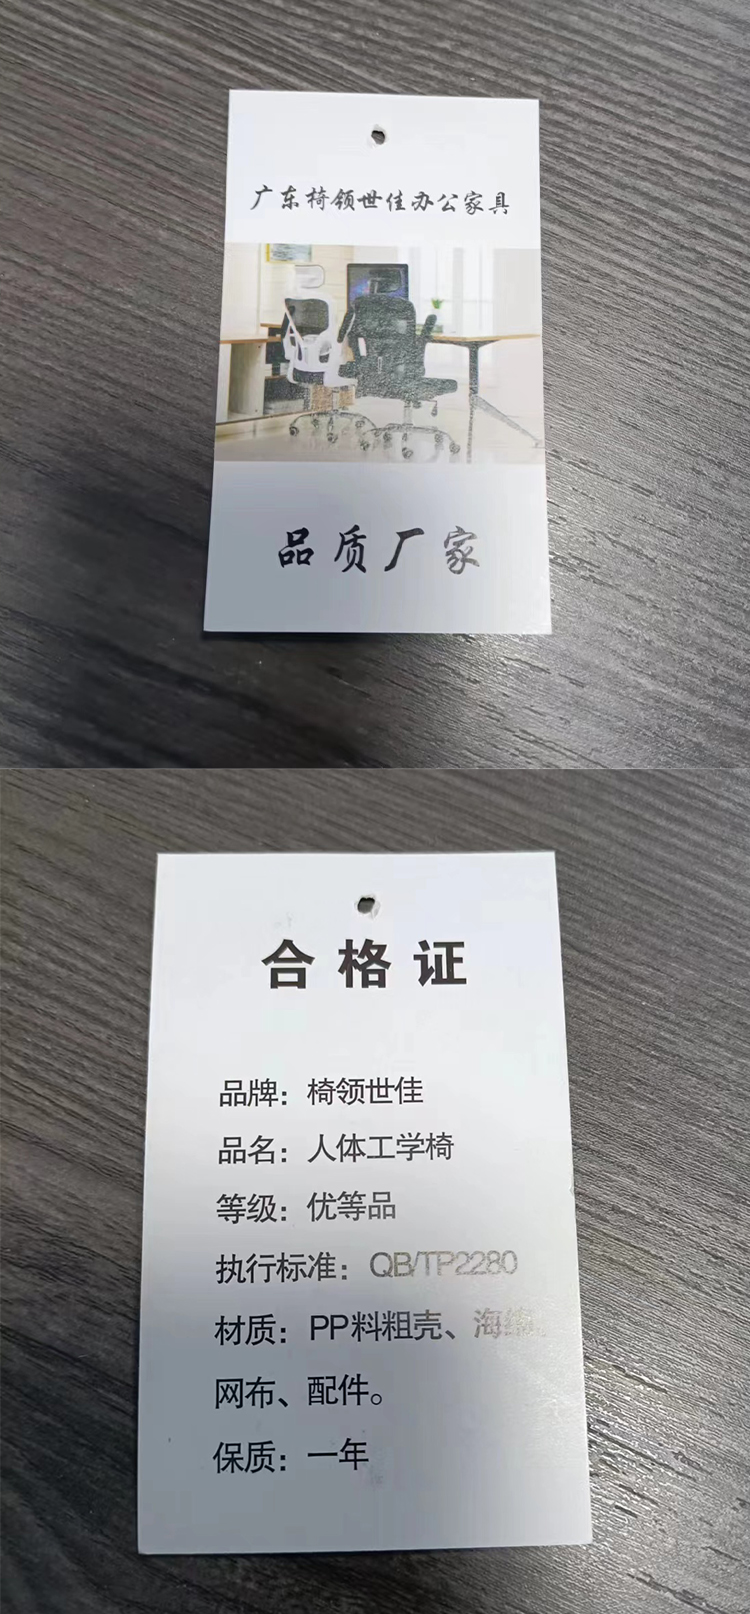 广东椅领世佳办公家具
品质厂家
合格证
品牌：椅领世佳
品名：人体工学椅
等级：优等品
执行标准：QB/TP2280
材质：PP料粗壳、海绵、
网布、配件。
保质：一年